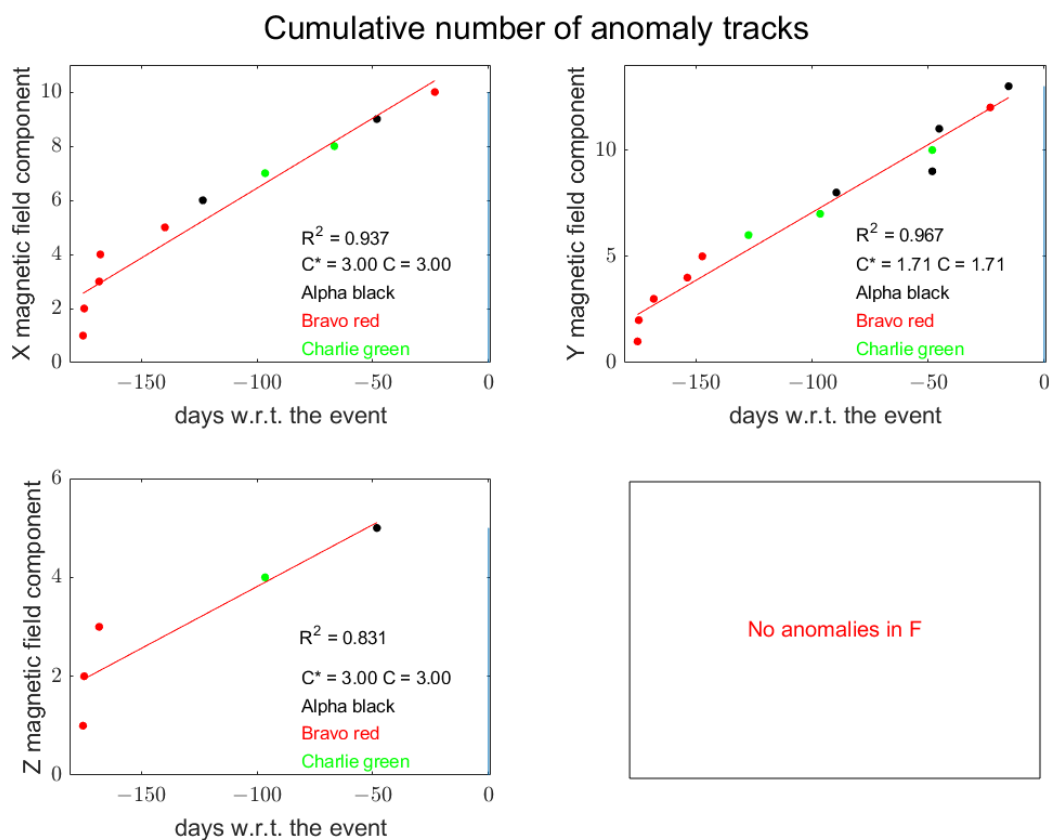 Cumulative number of anomaly tracks
X magnetic field component
10
8
6
4
2
0
R² = 0.937
C* = 3.00 C = 3.00
Alpha black
Bravo red
Charlie green
−150 −100 −50 0
days w.r.t. the event
Y magnetic field component
10
5
0
R² = 0.967
C* = 1.71 C = 1.71
Alpha black
Bravo red
Charlie green
−150 −100 −50 0
days w.r.t. the event
Z magnetic field component
6
4
2
0
R² = 0.831
C* = 3.00 C = 3.00
Alpha black
Bravo red
Charlie green
−150 −100 −50 0
days w.r.t. the event
No anomalies in F